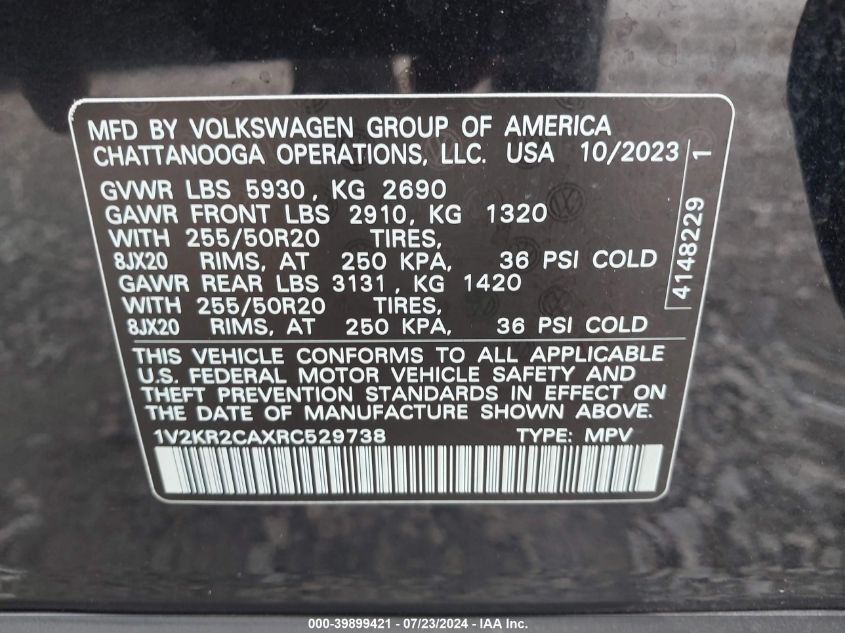 MFD BY VOLKSWAGEN GROUP OF AMERICA
CHATTANOOGA OPERATIONS, LLC. USA 10/2023
GVWR LBS 5930, KG 2690
GAWR FRONT LBS 2910, KG 1320
WITH 255/50R20 TIRES,
8JX20 RIMS, AT 250 KPA, 36 PSI COLD
GAWR REAR LBS 3131, KG 1420
WITH 255/50R20 TIRES,
8JX20 RIMS, AT 250 KPA, 36 PSI COLD
4148229 1
THIS VEHICLE CONFORMS TO ALL APPLICABLE
U.S. FEDERAL MOTOR VEHICLE SAFETY AND
THEFT PREVENTION STANDARDS IN EFFECT ON
THE DATE OF MANUFACTURE SHOWN ABOVE.
1V2KR2CAXRC529738 TYPE: MPV
000-39899421 - 07/23/2024 - IAA, Inc.